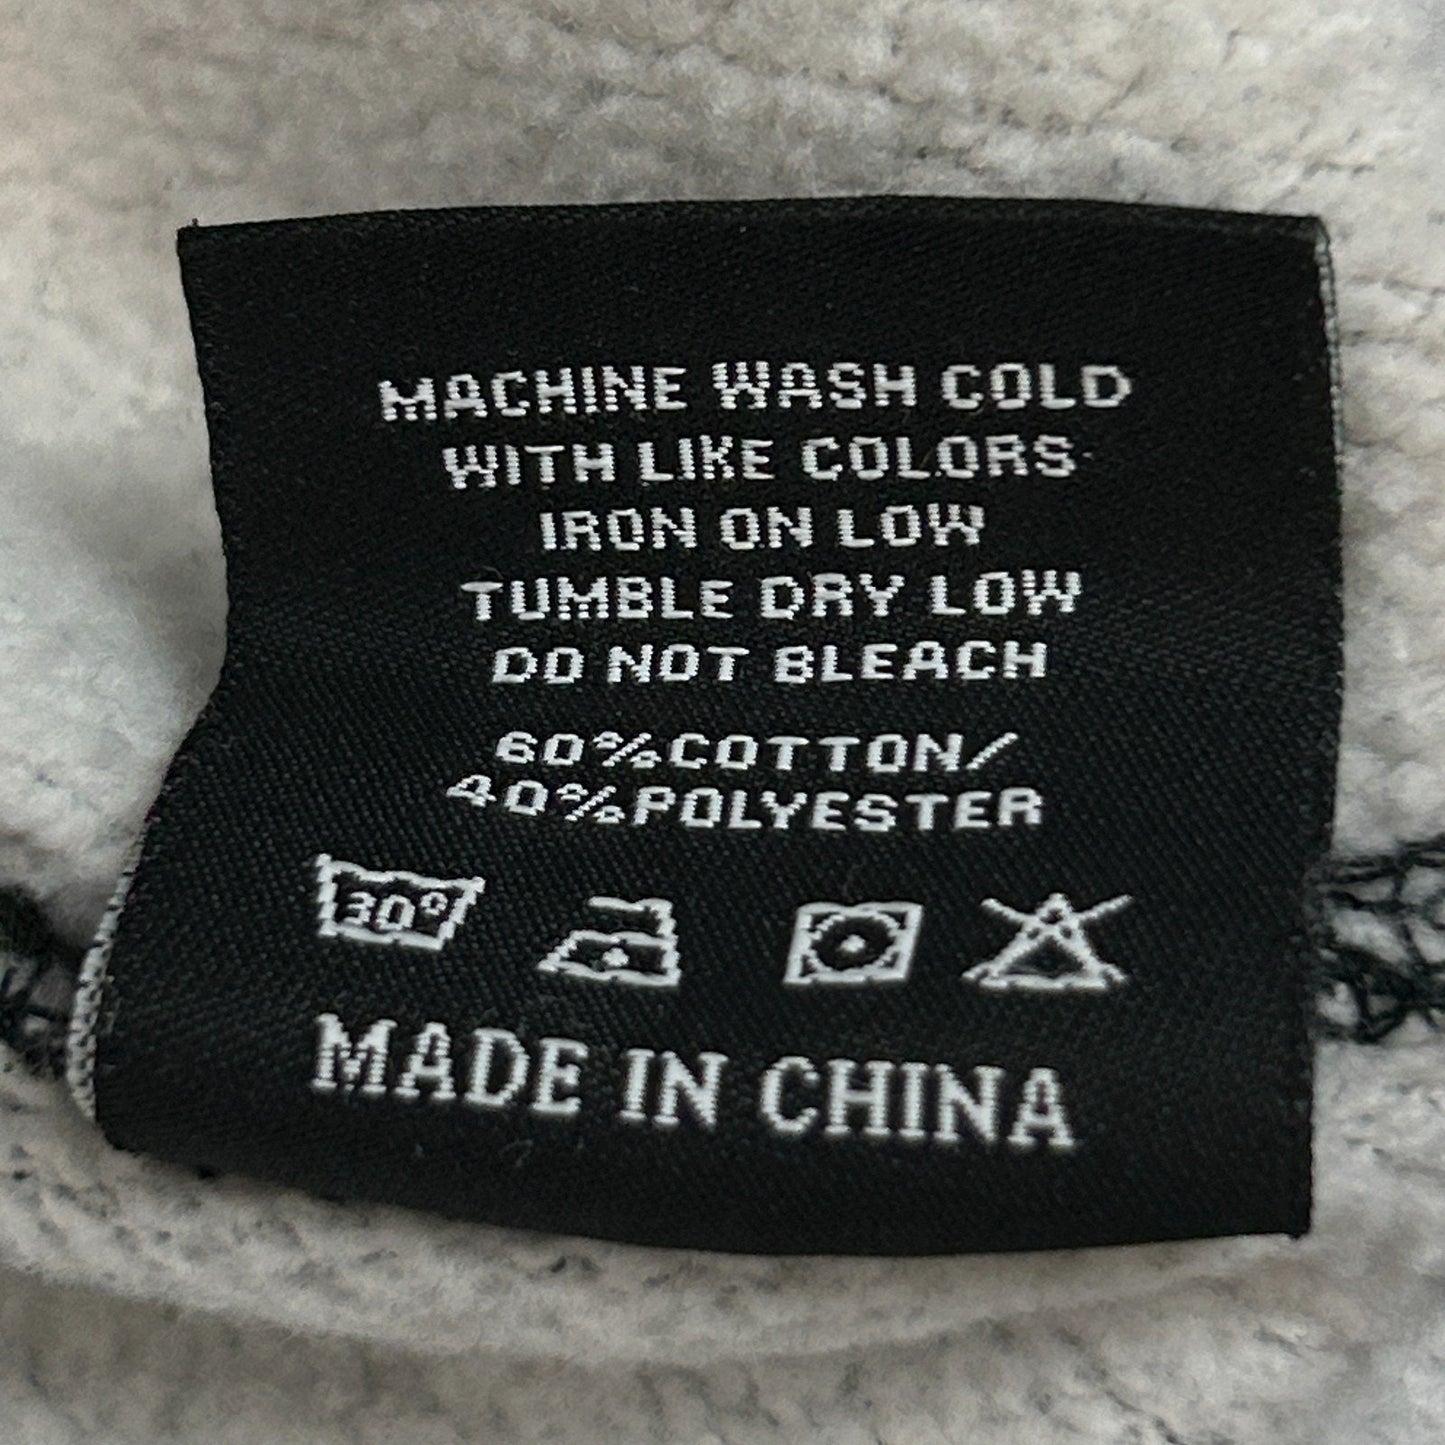 MACHINE WASH COLD
WITH LIKE COLORS
IRON ON LOW
TUMBLE DRY LOW
DO NOT BLEACH
60%COTTON/
40%POLYESTER
30°
MADE IN CHINA